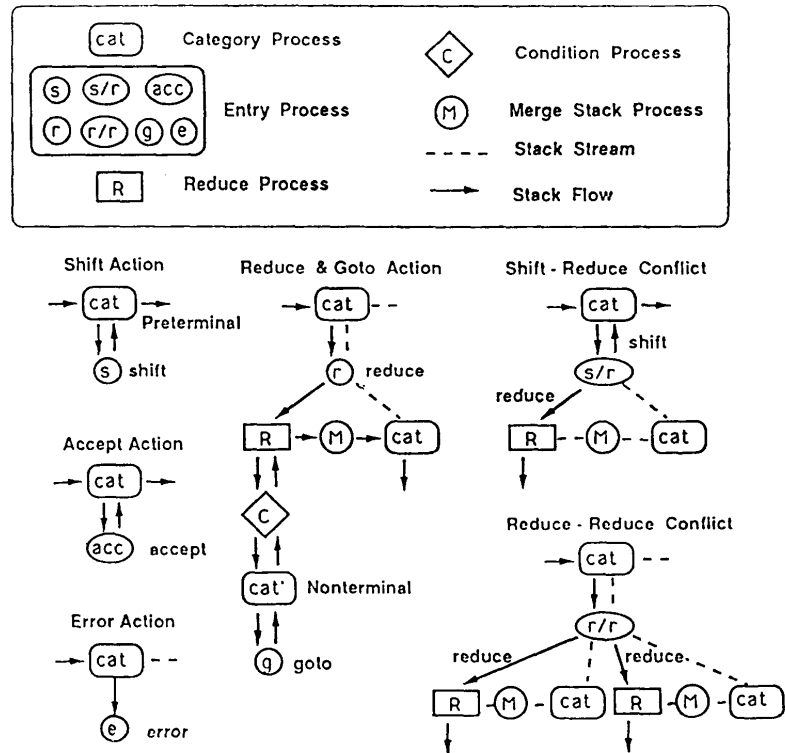 cat Category Process
s s/r acc
r r/r g e
Entry Process
R Reduce Process
C Condition Process
M Merge Stack Process
Stack Stream
Stack Flow
Shift Action
cat
Preterminal
s shift
Accept Action
cat
acc accept
Error Action
cat
e error
Reduce & Goto Action
cat
r reduce
R M cat
C
cat' Nonterminal
g goto
Shift - Reduce Conflict
cat
shift
s/r
reduce
R M cat
Reduce - Reduce Conflict
cat
r/r
reduce reduce
R M cat R M cat